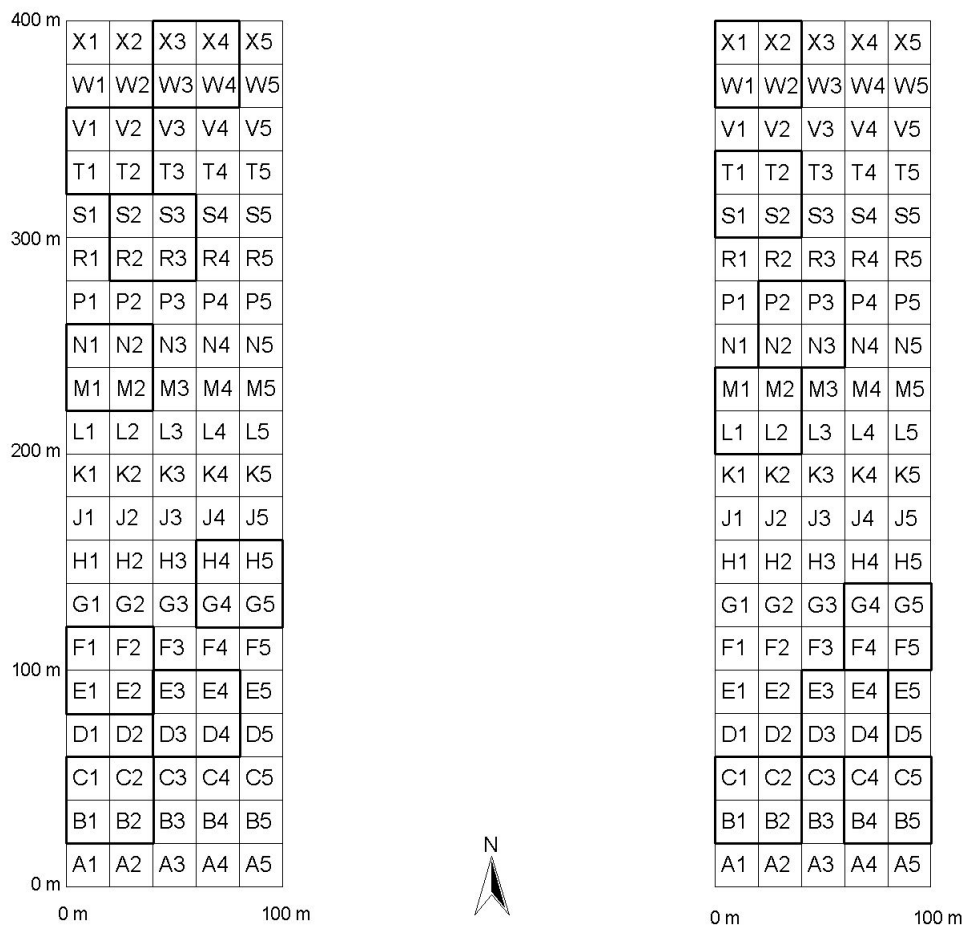 400 m
X1 X2 X3 X4 X5 X1 X2 X3 X4 X5
W1 W2 W3 W4 W5 W1 W2 W3 W4 W5
V1 V2 V3 V4 V5 V1 V2 V3 V4 V5
T1 T2 T3 T4 T5 T1 T2 T3 T4 T5
S1 S2 S3 S4 S5 S1 S2 S3 S4 S5
300 m
R1 R2 R3 R4 R5 R1 R2 R3 R4 R5
P1 P2 P3 P4 P5 P1 P2 P3 P4 P5
N1 N2 N3 N4 N5 N1 N2 N3 N4 N5
M1 M2 M3 M4 M5 M1 M2 M3 M4 M5
L1 L2 L3 L4 L5 L1 L2 L3 L4 L5
200 m
K1 K2 K3 K4 K5 K1 K2 K3 K4 K5
J1 J2 J3 J4 J5 J1 J2 J3 J4 J5
H1 H2 H3 H4 H5 H1 H2 H3 H4 H5
G1 G2 G3 G4 G5 G1 G2 G3 G4 G5
F1 F2 F3 F4 F5 F1 F2 F3 F4 F5
100 m
E1 E2 E3 E4 E5 E1 E2 E3 E4 E5
D1 D2 D3 D4 D5 D1 D2 D3 D4 D5
C1 C2 C3 C4 C5 C1 C2 C3 C4 C5
B1 B2 B3 B4 B5 B1 B2 B3 B4 B5
N
A1 A2 A3 A4 A5 A1 A2 A3 A4 A5
0 m
0 m 100 m 0 m 100 m